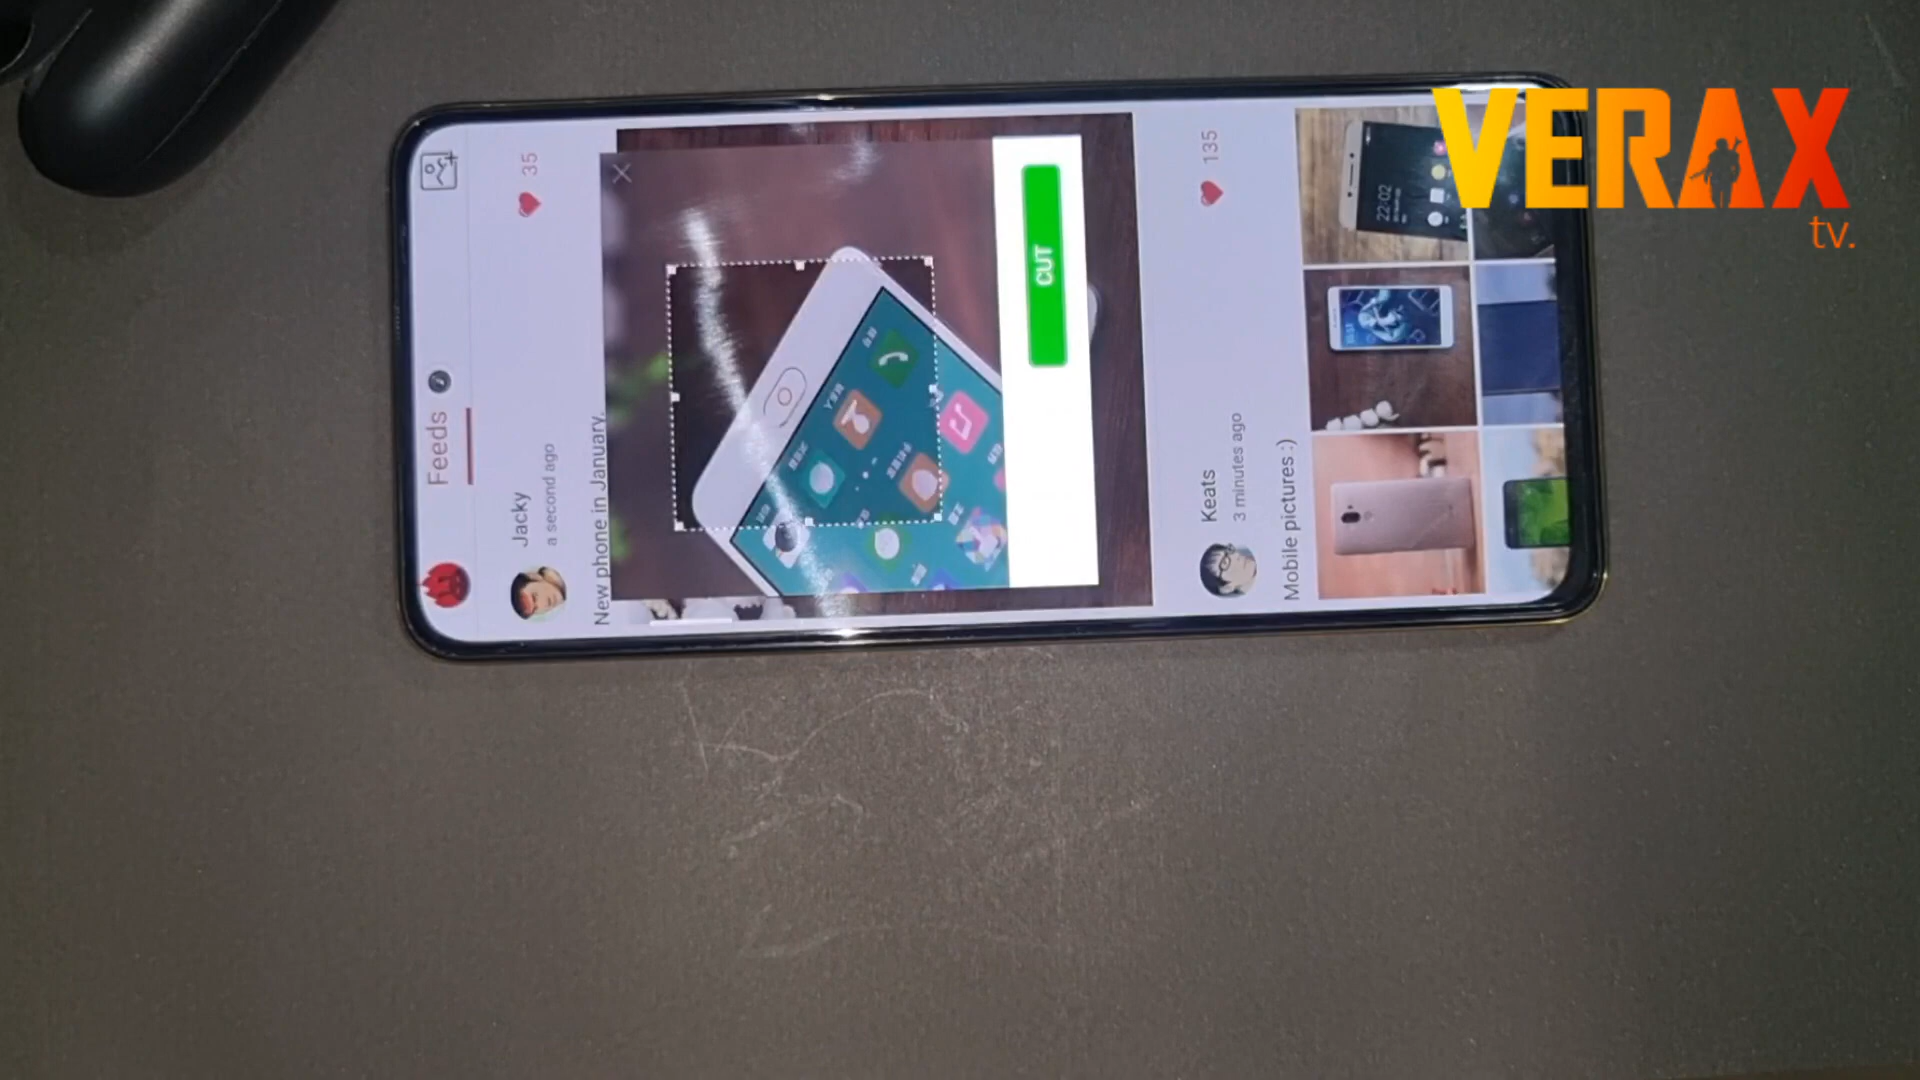 VERAX
tv.
Feeds
Jacky
35
a second ago
New phone in January.
CUT
Keats
135
3 minutes ago
Mobile pictures :)
22:02